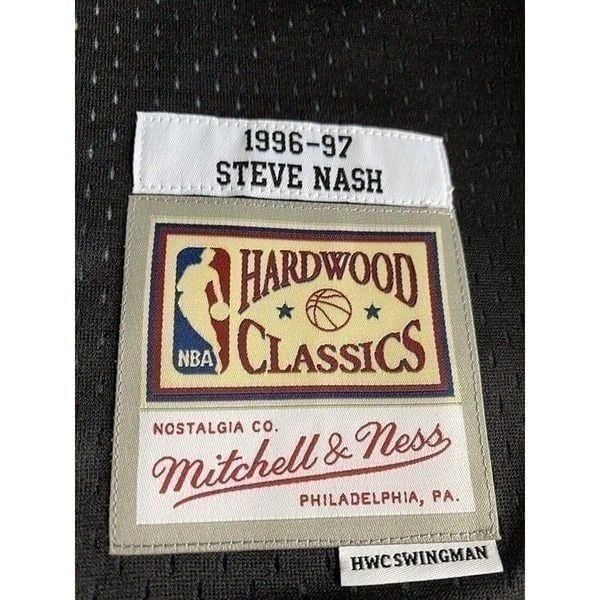 1996-97
STEVE NASH
HARDWOOD
NBA
CLASSICS
NOSTALGIA CO.
Mitchell & Ness
PHILADELPHIA, PA.
HWC SWINGMAN